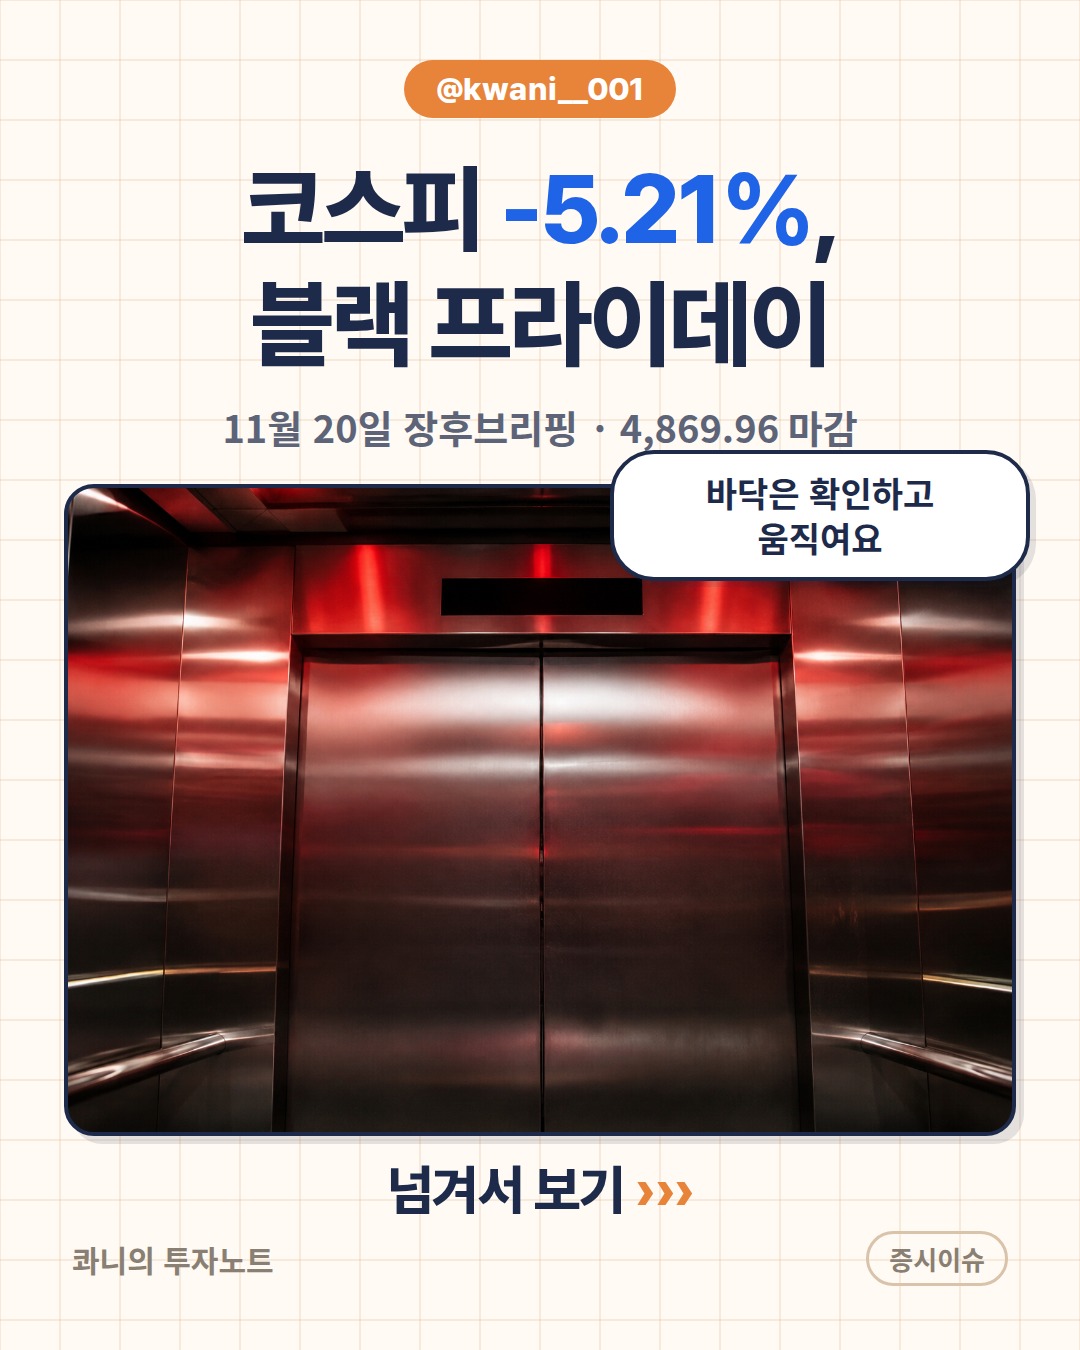 @kwani__001
코스피 -5.21%,
블랙 프라이데이
11월 20일 장후브리핑 · 4,869.96 마감
바닥은 확인하고
움직여요
넘겨서 보기 ›››
콰니의 투자노트
증시이슈